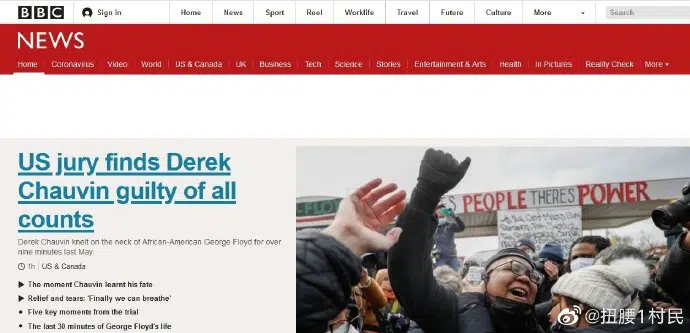 BBC
Sign in
Home
News
Sport
Reel
Worklife
Travel
Future
Culture
More
Search
NEWS
Home
Coronavirus
Video
World
US & Canada
UK
Business
Tech
Science
Stories
Entertainment & Arts
Health
In Pictures
Reality Check
More
US jury finds Derek
Chauvin guilty of all
counts
Derek Chauvin knelt on the neck of African-American George Floyd for over
nine minutes last May.
1h US & Canada
The moment Chauvin learnt his fate
Relief and tears: 'Finally we can breathe'
Five key moments from the trial
The last 30 minutes of George Floyd's life
PEOPLE THERES POWER
@扭腰1村民